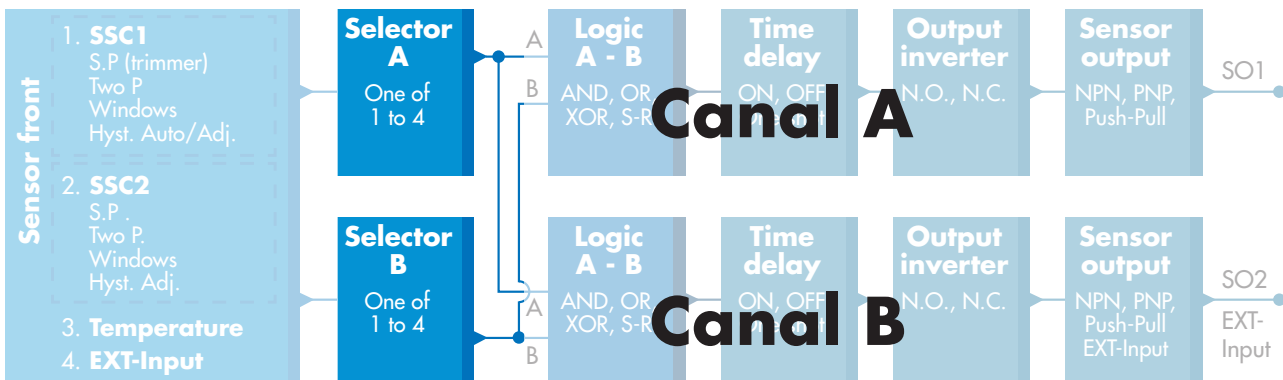 Sensor front
1. SSC1
S.P (trimmer)
Two P
Windows
Hyst. Auto/Adj.
2. SSC2
S.P .
Two P.
Windows
Hyst. Adj.
3. Temperature
4. EXT-Input
Selector
A
One of
1 to 4
A
B
Logic
A - B
AND, OR
XOR, S-R
Time
delay
ON, OFF
Canal A
Output
inverter
N.O., N.C.
Sensor
output
NPN, PNP,
Push-Pull
SO1
Selector
B
One of
1 to 4
A
B
Logic
A - B
AND, OR
XOR, S-R
Time
delay
ON, OFF
Canal B
Output
inverter
N.O., N.C.
Sensor
output
NPN, PNP,
Push-Pull
EXT-Input
SO2
EXT-
Input